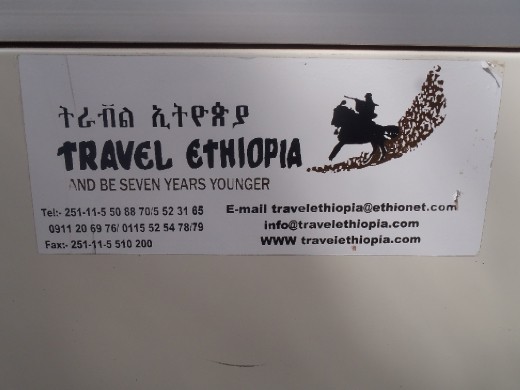 ትራቭል ኢትዮጵያ
TRAVEL ETHIOPIA
AND BE SEVEN YEARS YOUNGER
Tel:- 251-11-5 50 88 70/5 52 31 65
0911 20 69 76/ 0115 52 54 78/79
Fax:- 251-11-5 510 200
E-mail travelethiopia@ethionet.com
info@travelethiopia.com
WWW travelethiopia.com